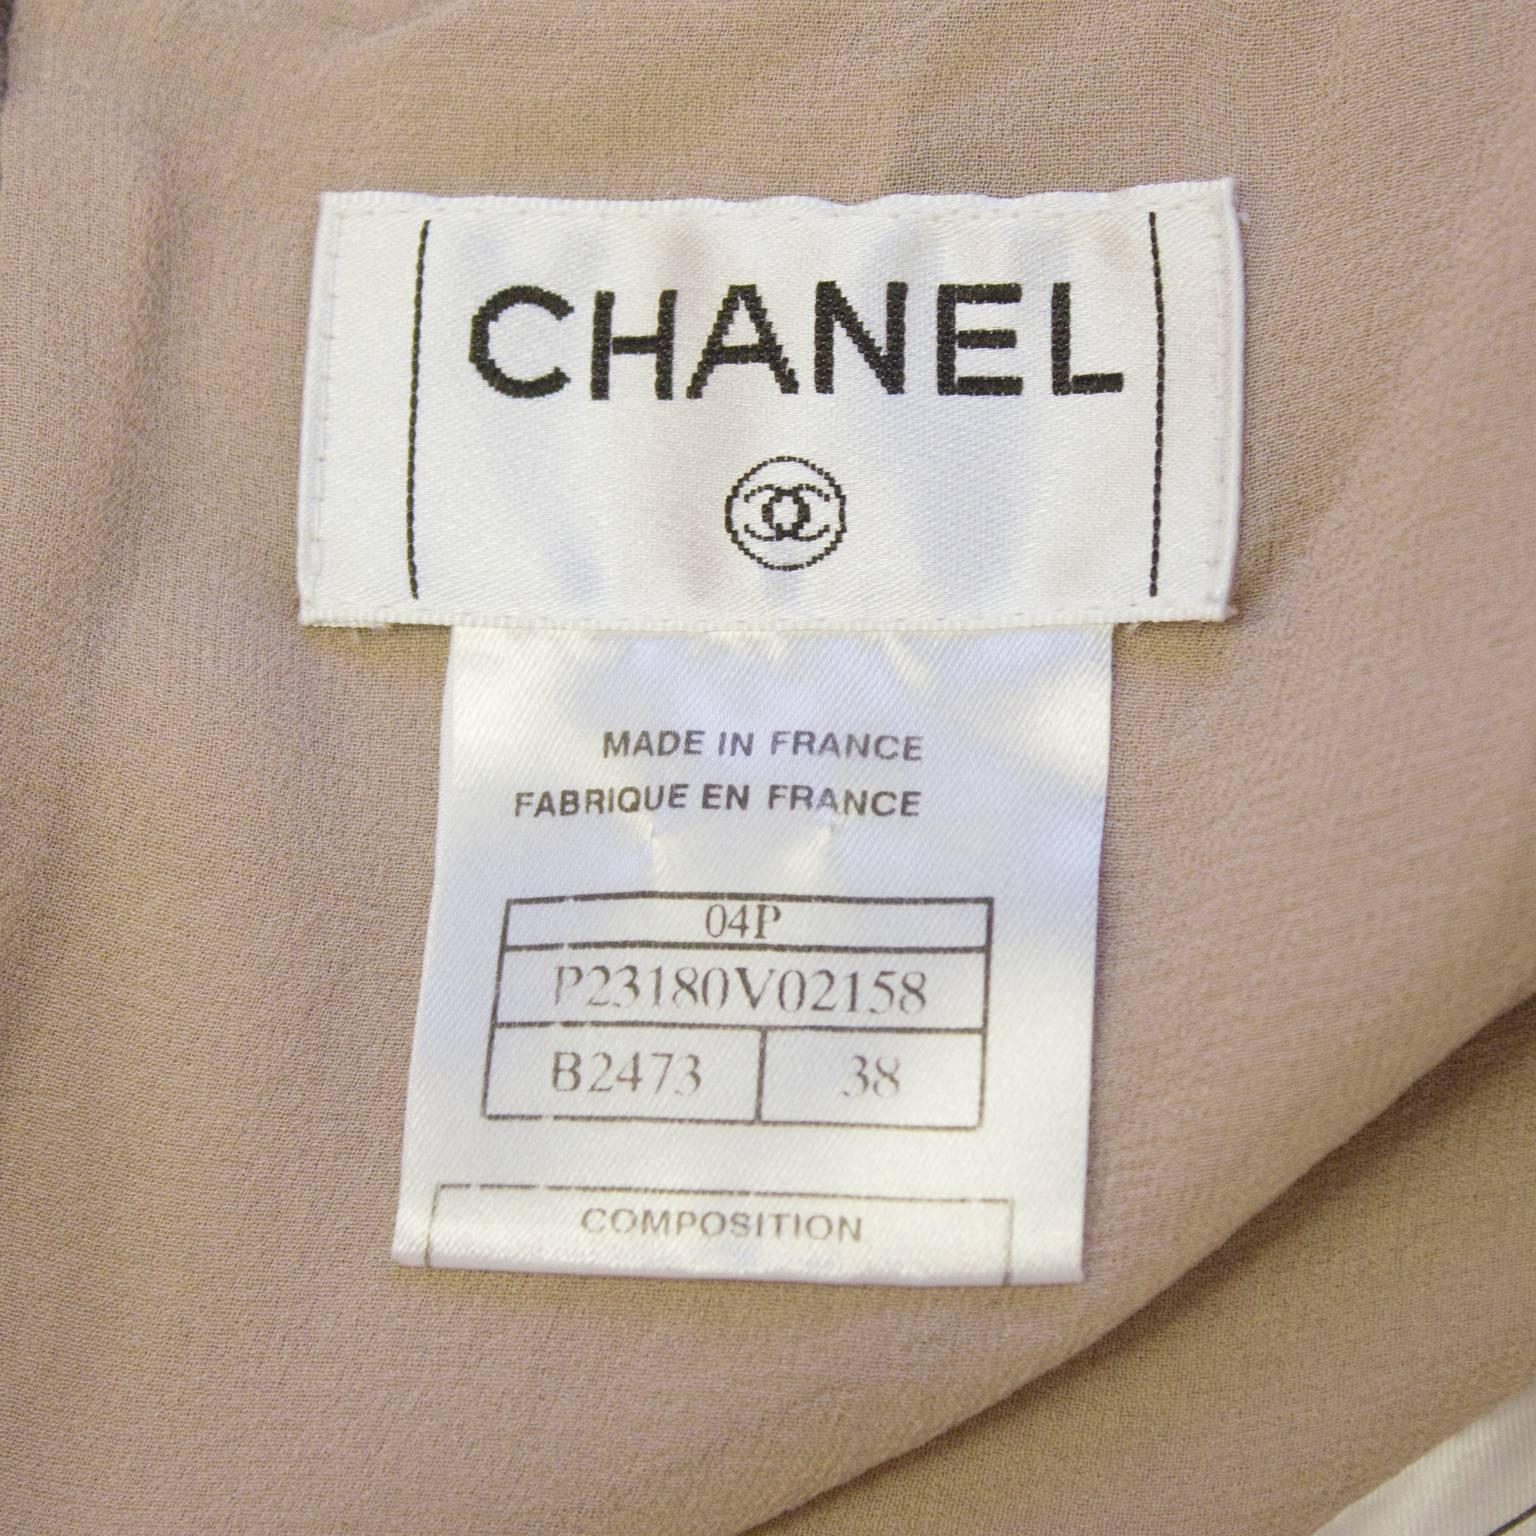 CHANEL
MADE IN FRANCE
FABRIQUE EN FRANCE
04P
P23180V02158
B2473 38
COMPOSITION